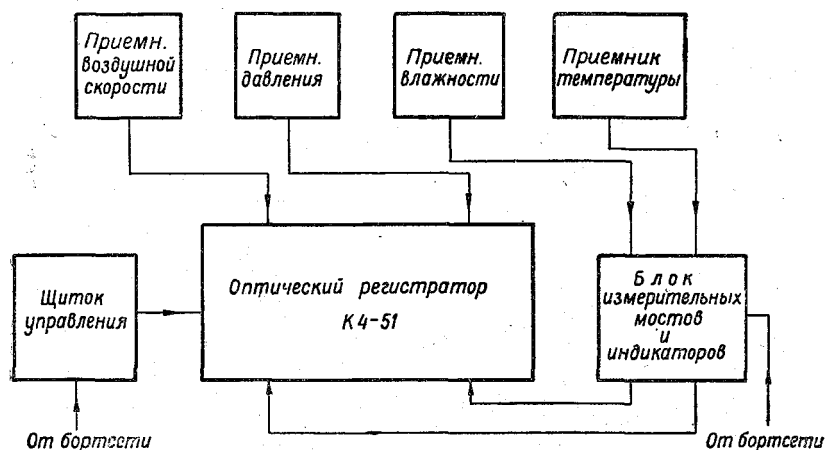 Приемн.
воздушной
скорости
Приемн.
давления
Приемн.
влажности
Приемник
температуры
Щиток
управления
Оптический регистратор
К4-51
Блок
измерительных
мостов
и
индикаторов
От бортсети
От бортсети